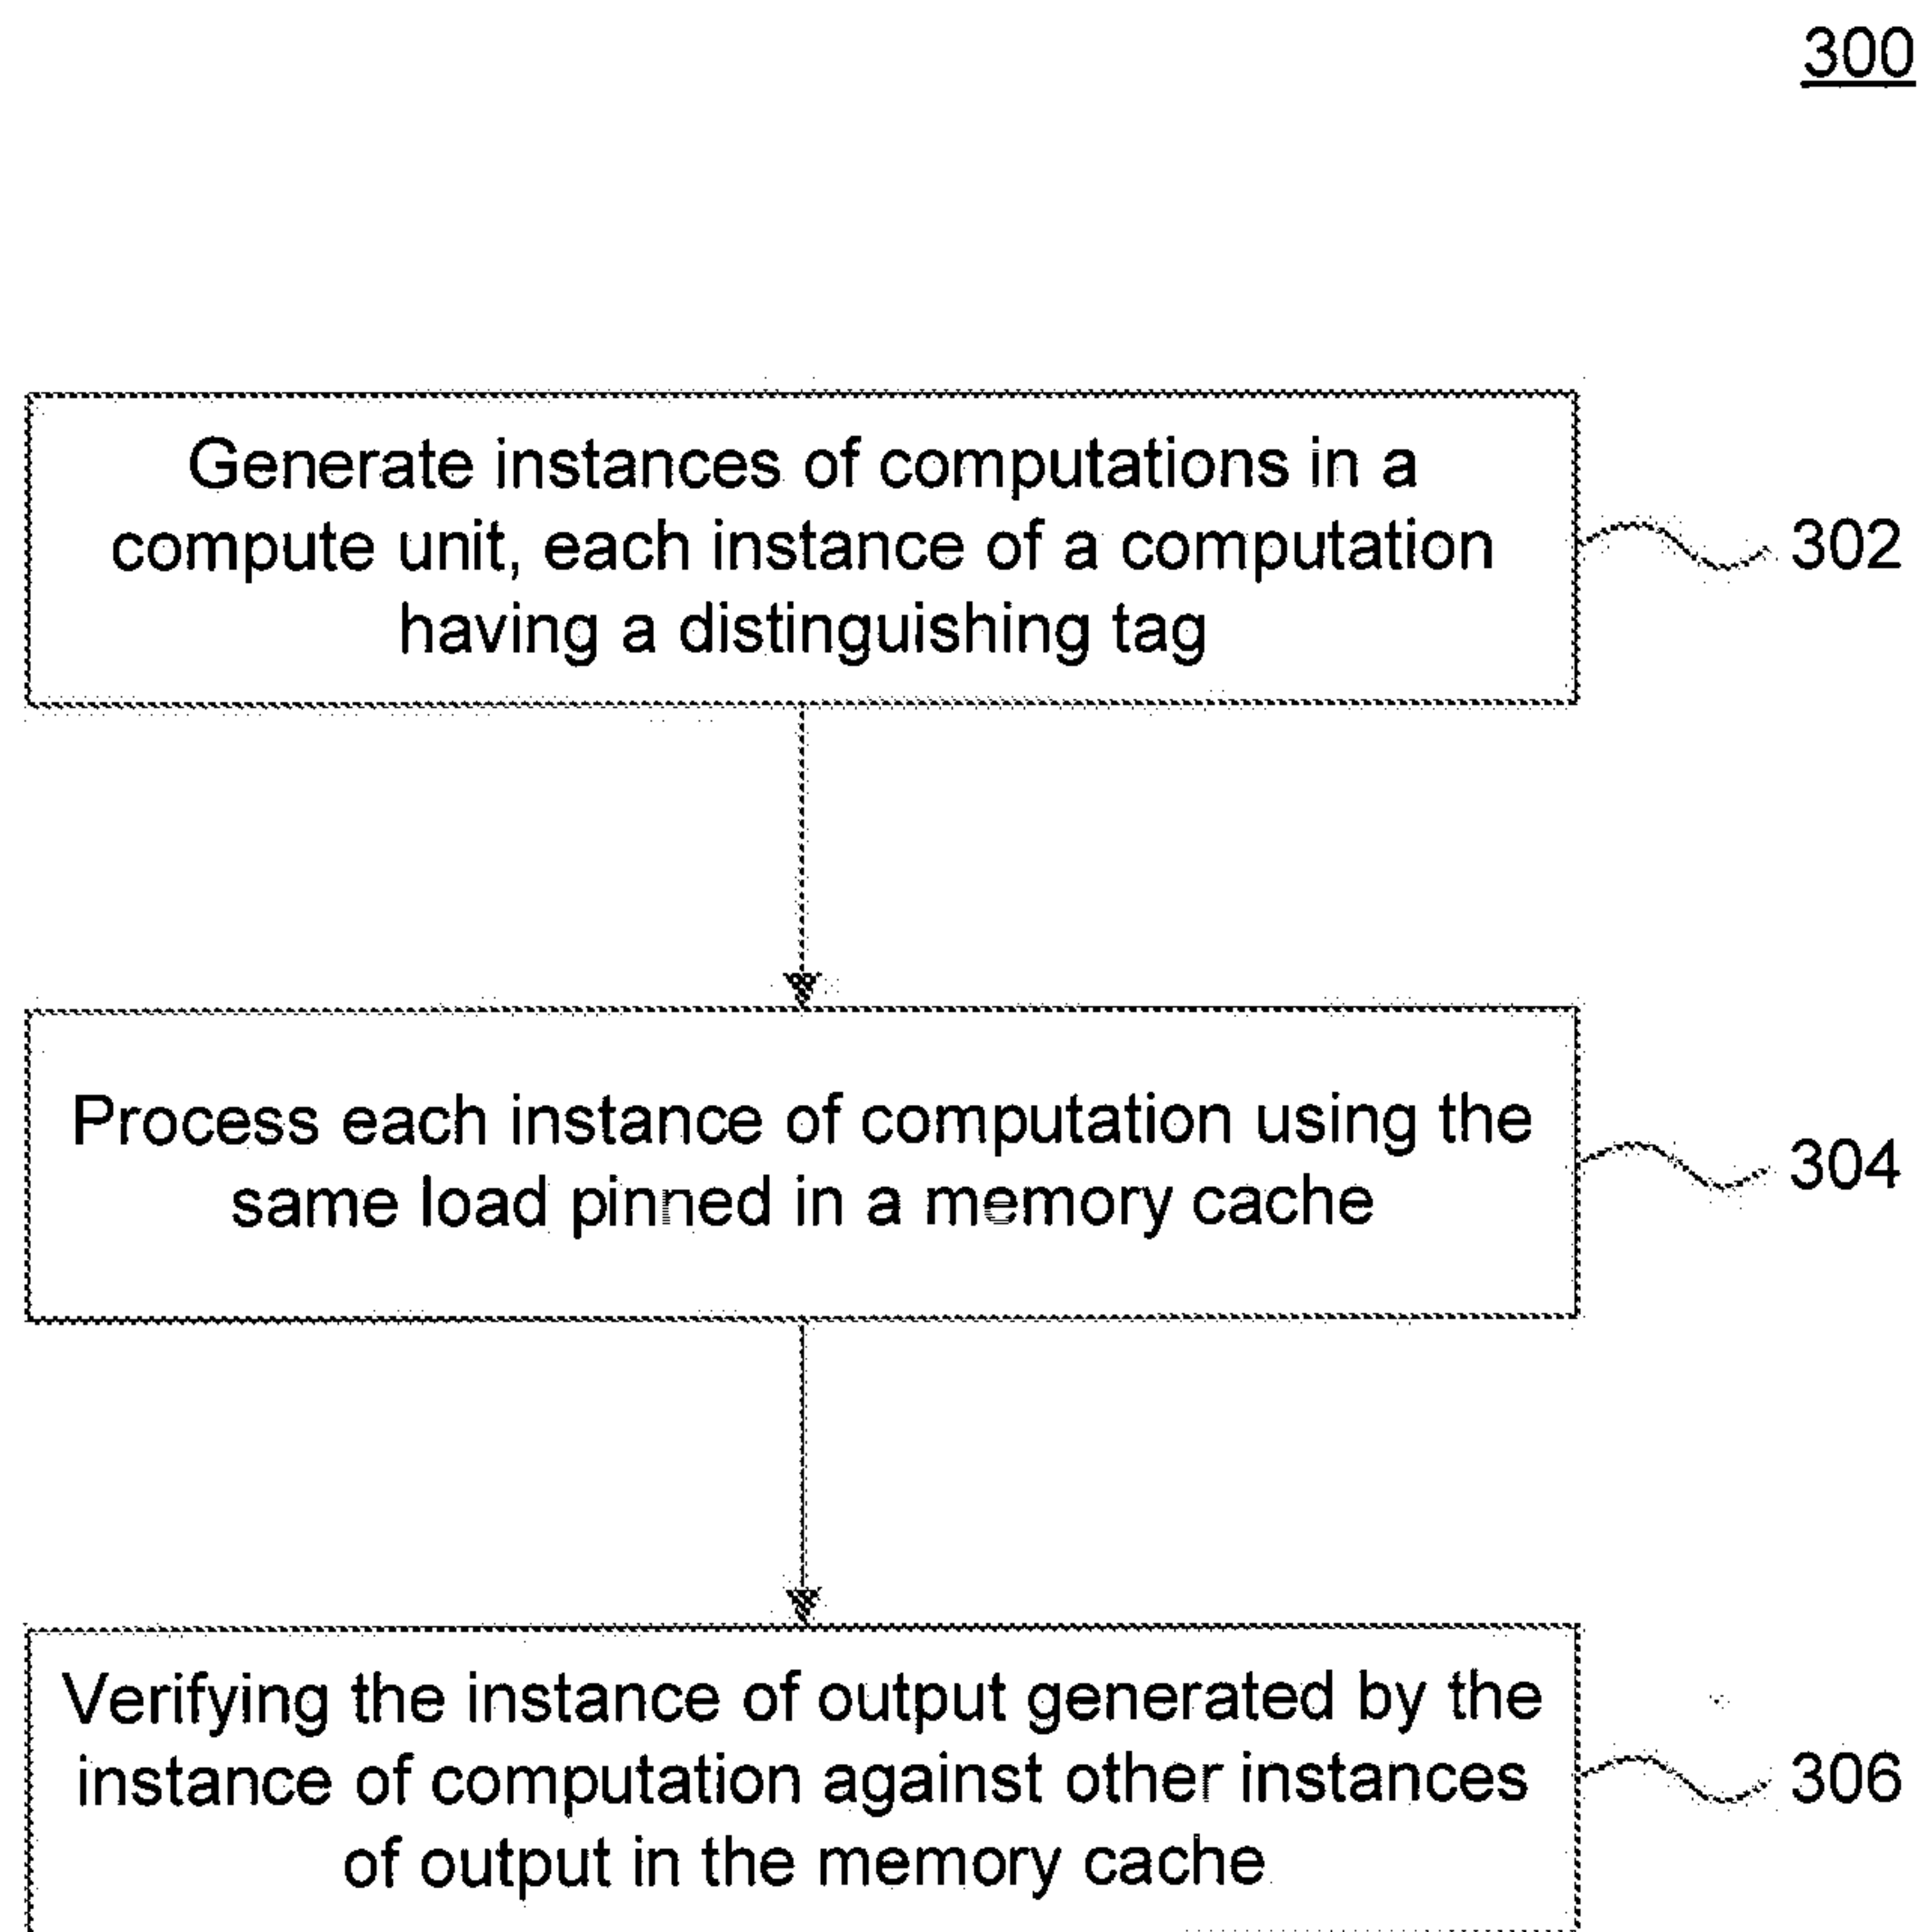 300
Generate instances of computations in a
compute unit, each instance of a computation
having a distinguishing tag
302
Process each instance of computation using the
same load pinned in a memory cache
304
Verifying the instance of output generated by the
instance of computation against other instances
of output in the memory cache
306